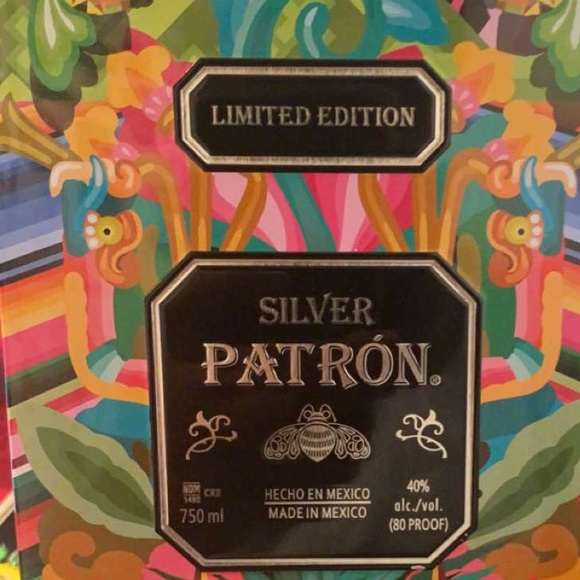 LIMITED EDITION
SILVER
PATRÓN®
NOM CRT
1492
750 ml
HECHO EN MEXICO
MADE IN MEXICO
40%
alc./vol.
(80 PROOF)